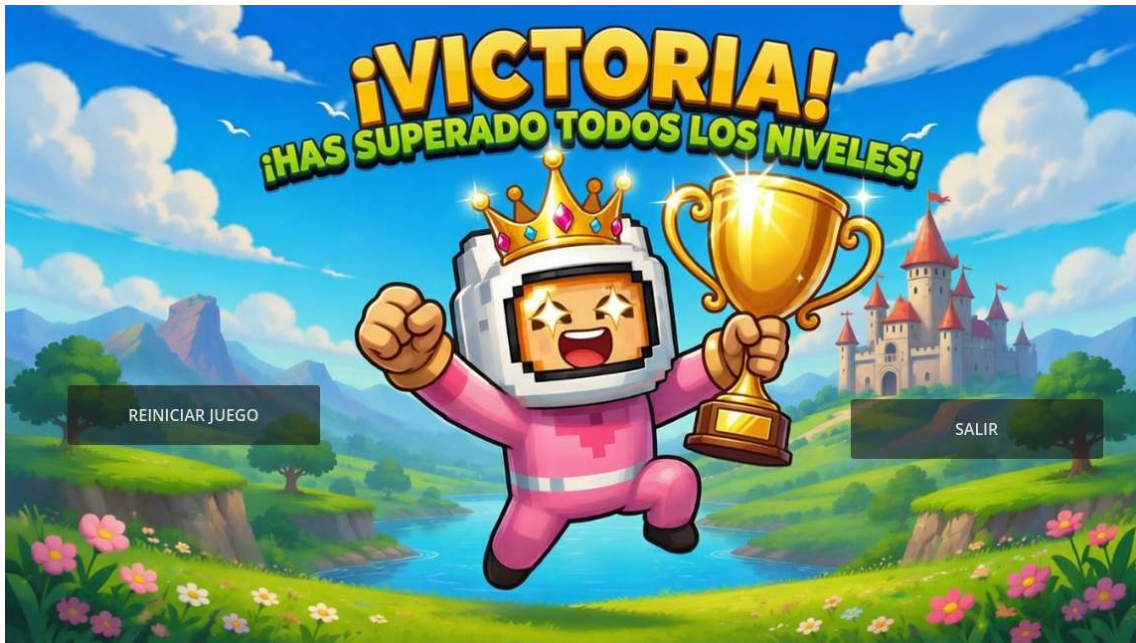 ¡VICTORIA!
¡HAS SUPERADO TODOS LOS NIVELES!
REINICIAR JUEGO
SALIR